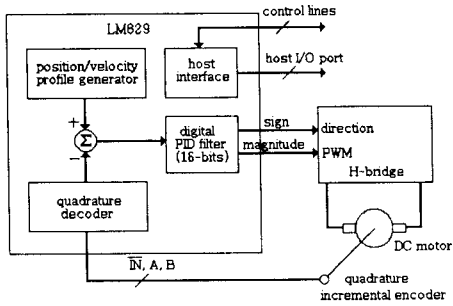 control lines
LM629
position/velocity
profile generator
host
interface
host I/O port
+
Σ
−
digital
PID filter
(16-bits)
sign
magnitude
direction
PWM
H-bridge
quadrature
decoder
DC motor
IN, A, B
quadrature
incremental encoder